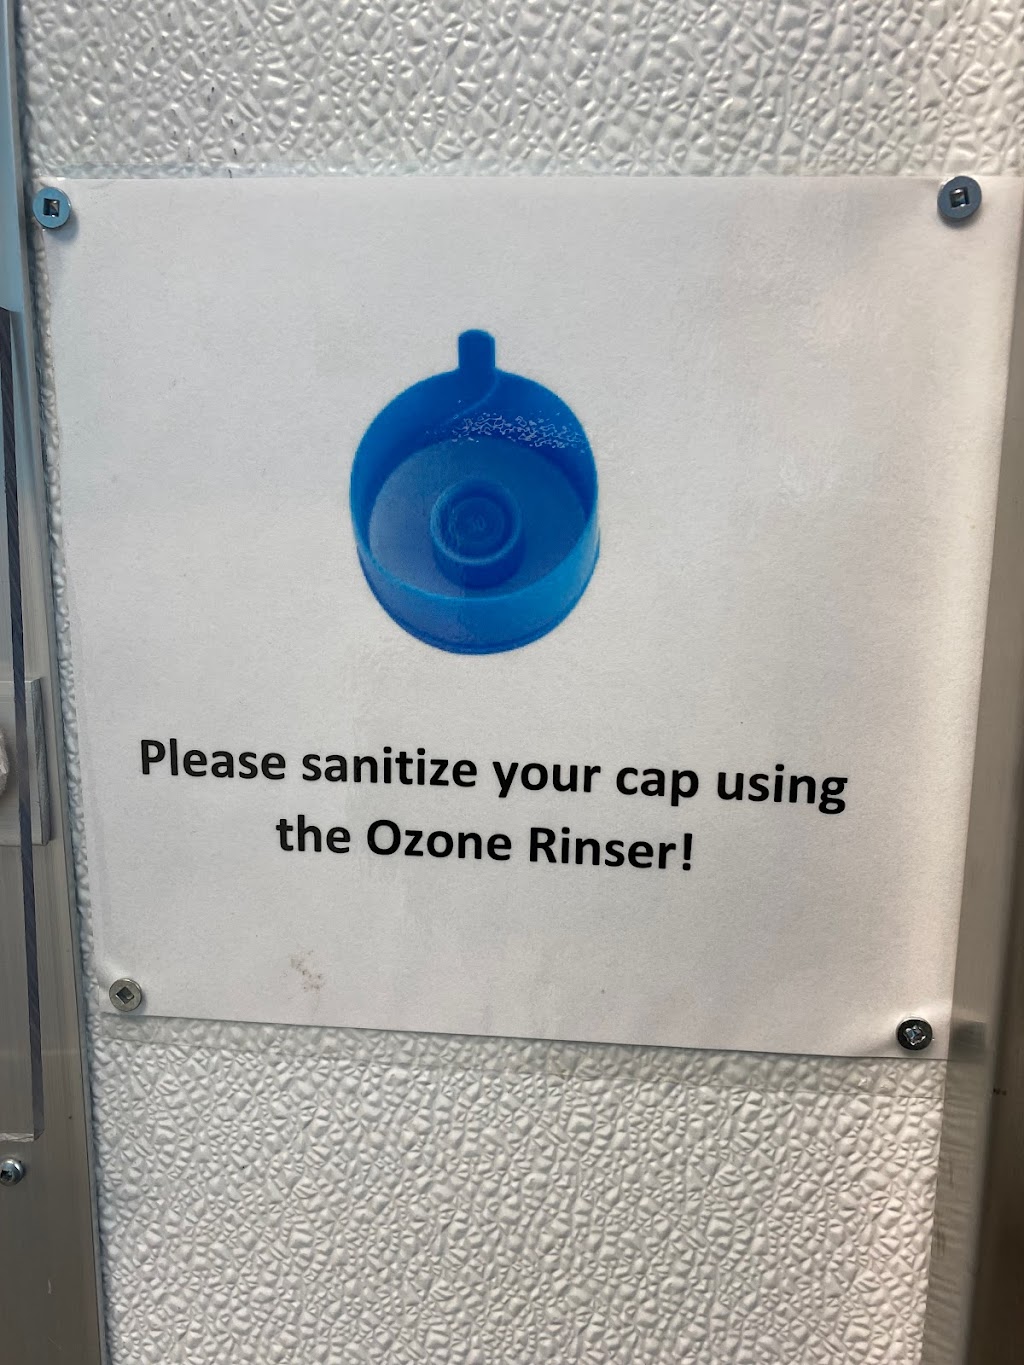 Please sanitize your cap using
the Ozone Rinser!